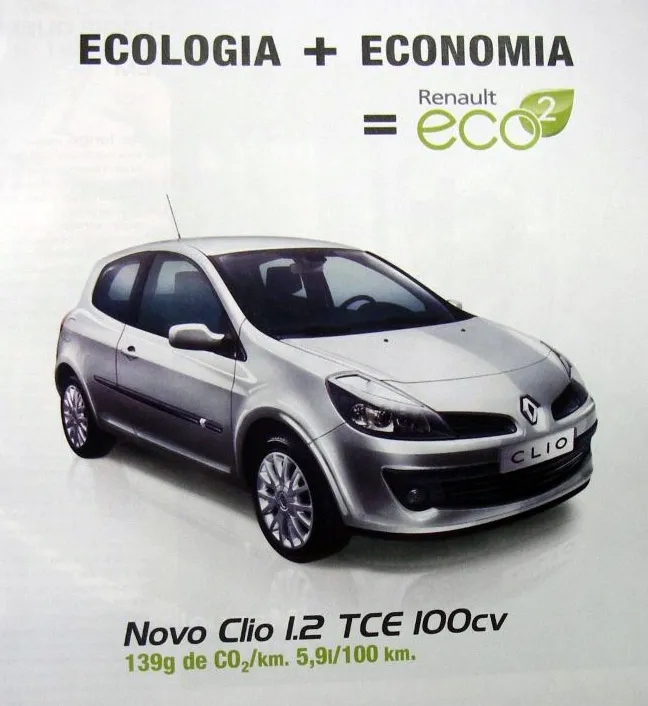 ECOLOGIA + ECONOMIA
= Renault eco²
CLIO
Novo Clio 1.2 TCE 100cv
139g de CO₂/km. 5,9l/100 km.